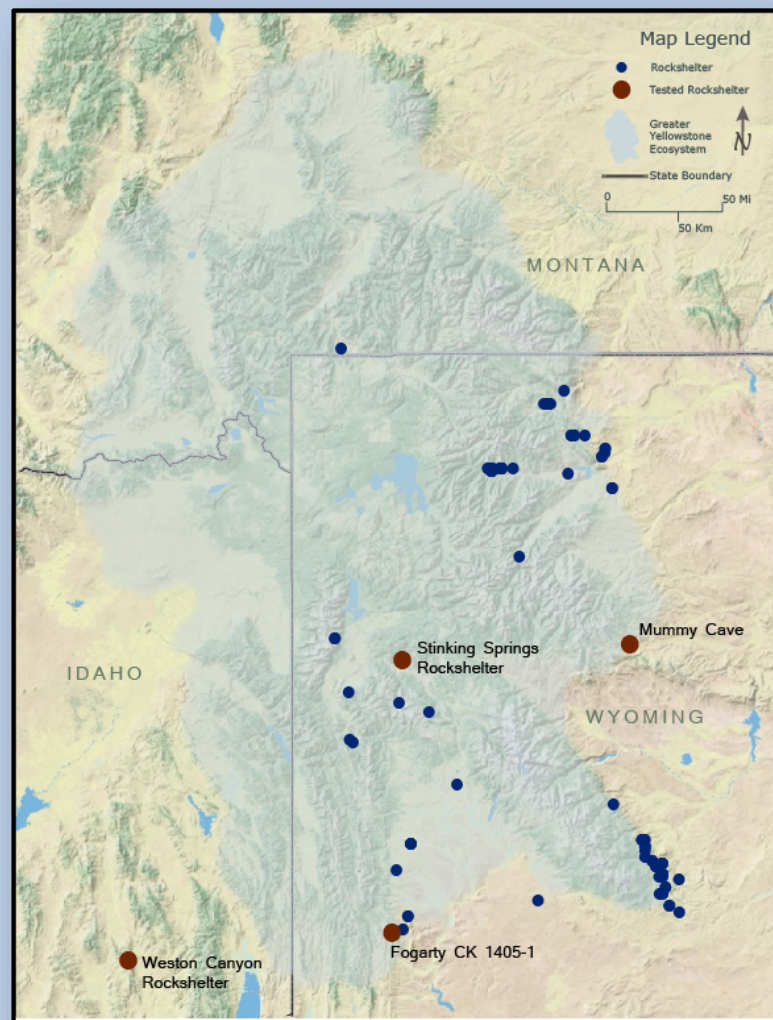 Map Legend
Rockshelter
Tested Rockshelter
Greater
Yellowstone
Ecosystem
N
State Boundary
0
50 Mi
50 Km
MONTANA
IDAHO
Stinking Springs
Rockshelter
Mummy Cave
WYOMING
Fogarty CK 1405-1
Weston Canyon
Rockshelter